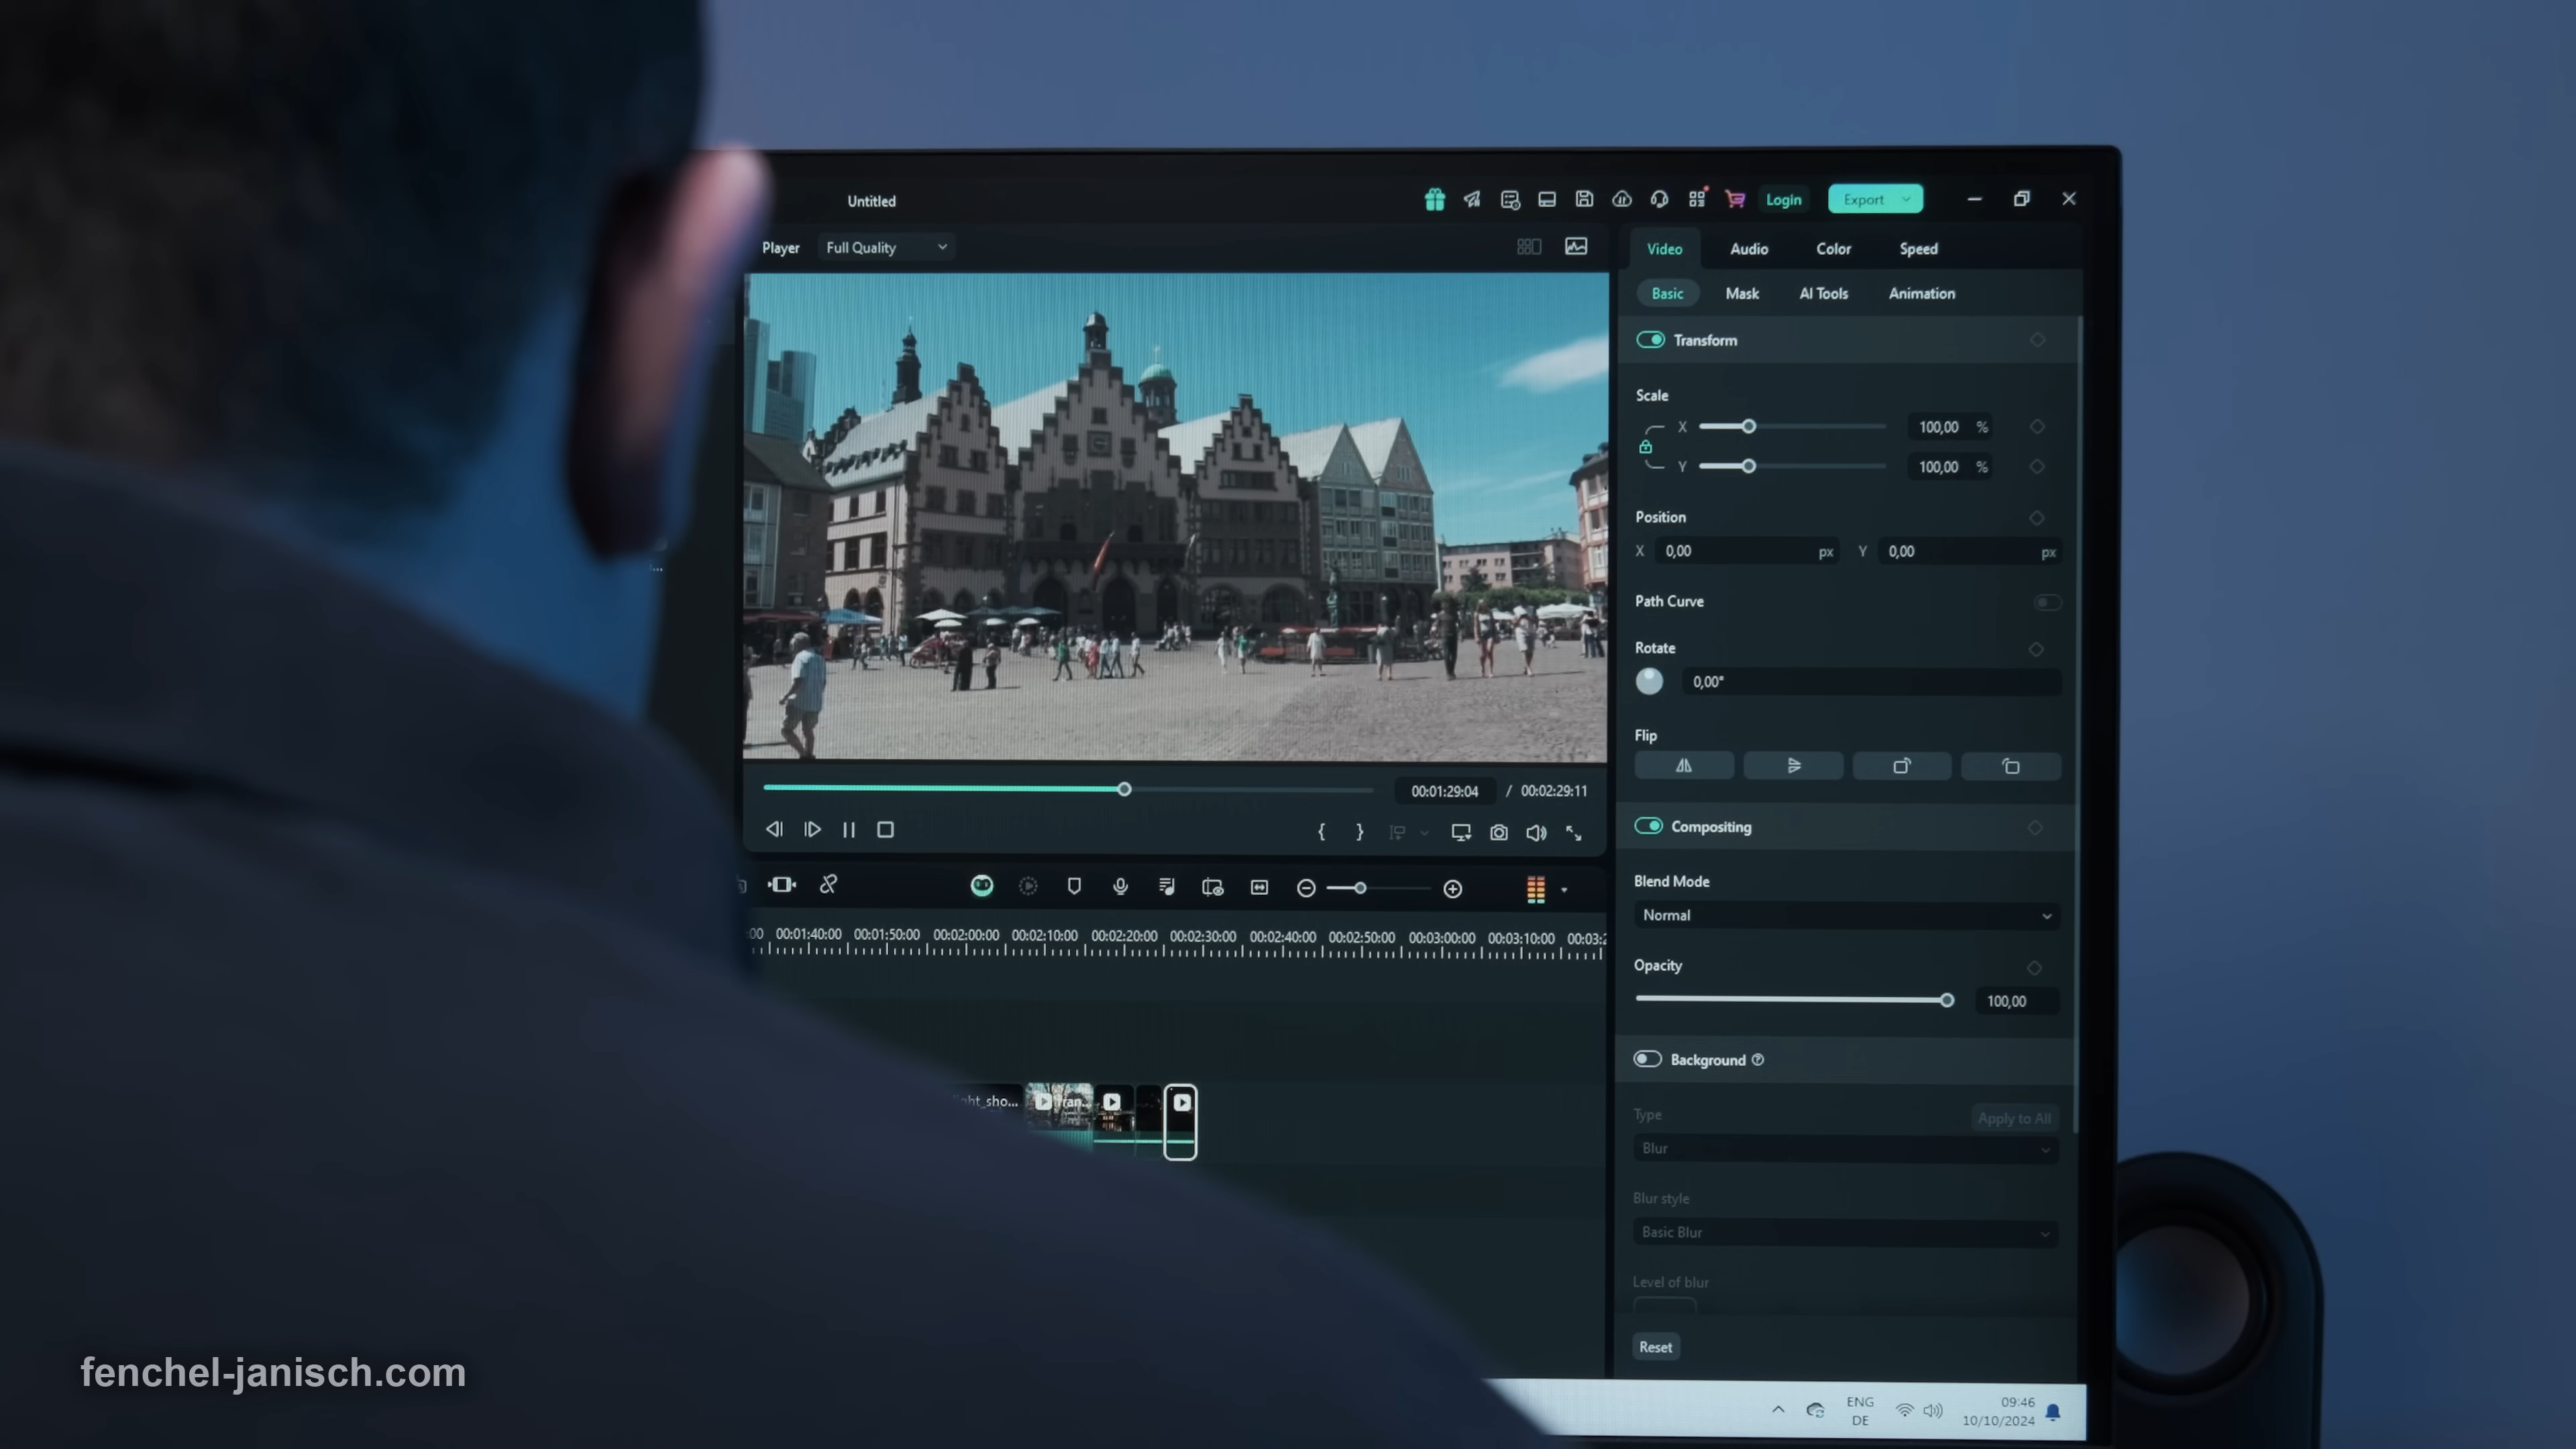 Untitled
Login
Export
Player
Full Quality
Video Audio Color Speed
Basic Mask AI Tools Animation
Transform
Scale
X 100,00 %
Y 100,00 %
Position
X 0,00 px Y 0,00 px
Path Curve
Rotate
0,00°
Flip
00:01:29:04 / 00:02:29:11
Compositing
Blend Mode
Normal
:00 00:01:40:00 00:01:50:00 00:02:00:00 00:02:10:00 00:02:20:00 00:02:30:00 00:02:40:00 00:02:50:00 00:03:00:00 00:03:10:00 00:03:2
Opacity
100,00
Background
Type Apply to All
Blur
Blur style
Basic Blur
Level of blur
Reset
ENG
DE
09:46
10/10/2024
fenchel-janisch.com